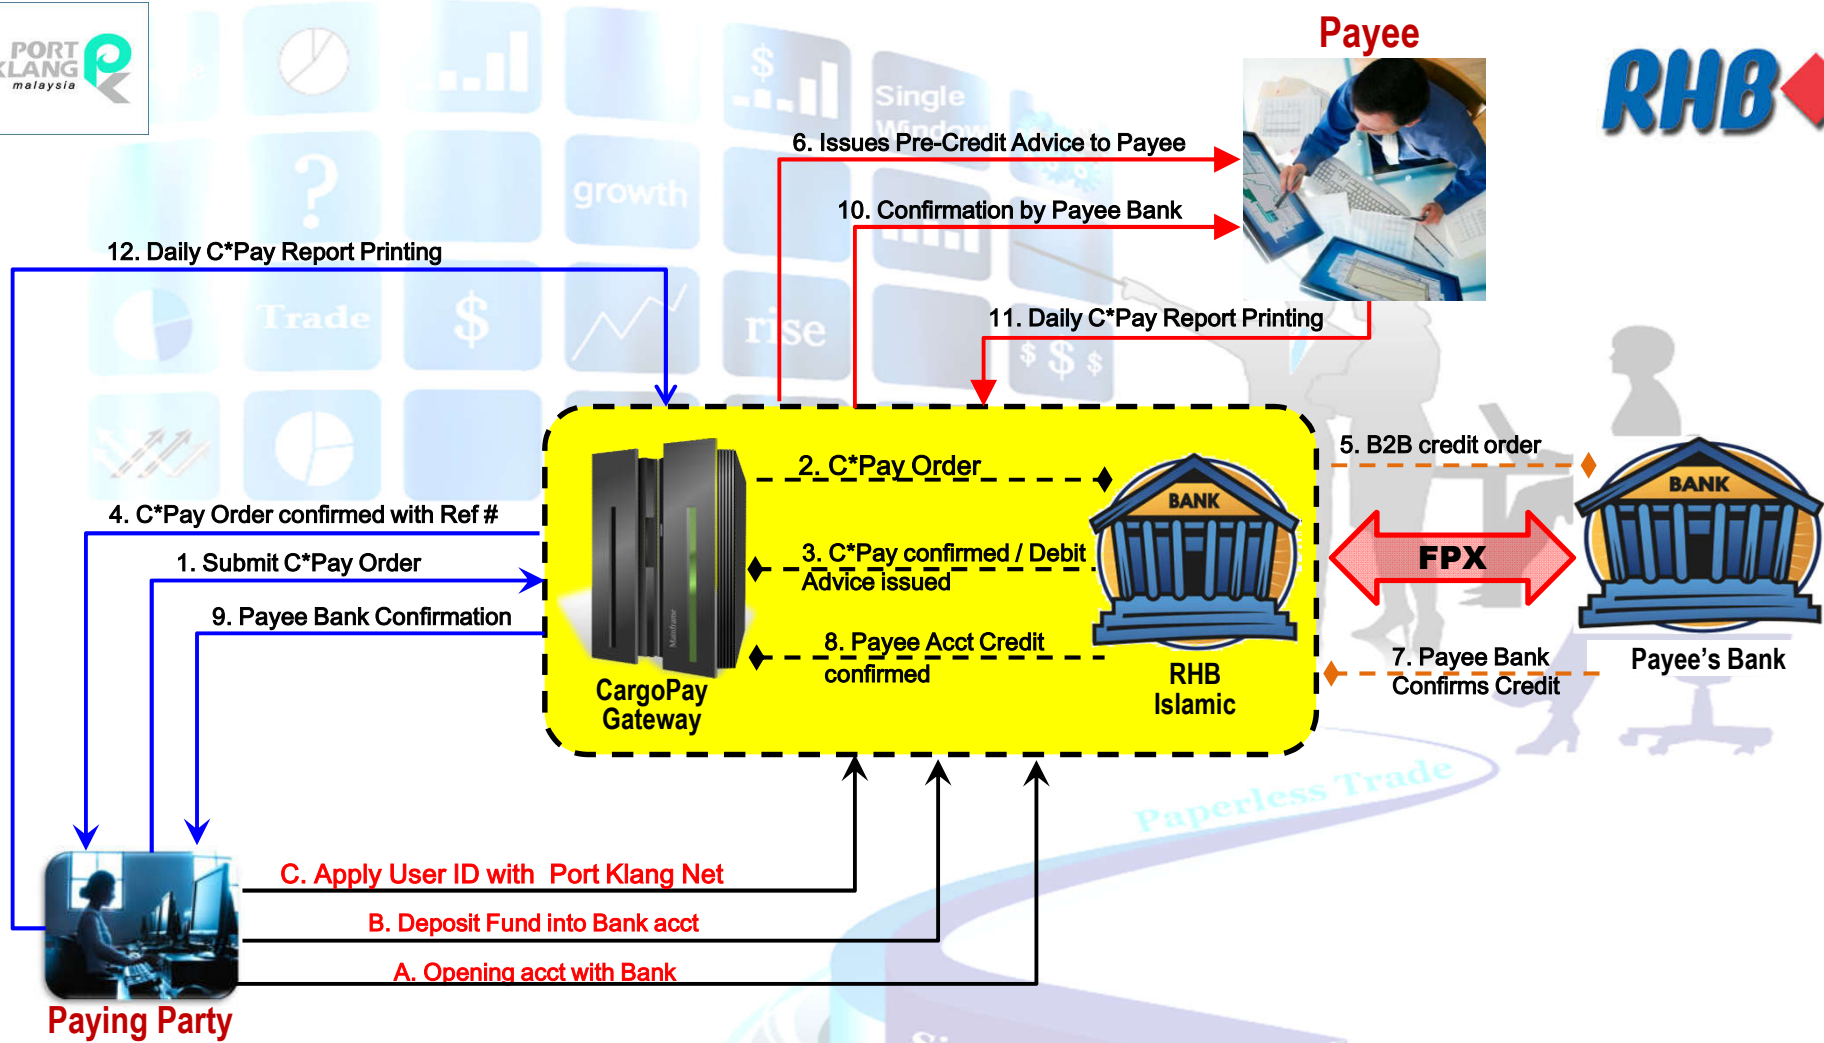 PORT
KLANG
malaysia
Payee
RHB
$
Single
Window
6. Issues Pre-Credit Advice to Payee
?
growth
10. Confirmation by Payee Bank
12. Daily C*Pay Report Printing
Trade
$
rise
11. Daily C*Pay Report Printing
$ $ $
5. B2B credit order
2. C*Pay Order
BANK
BANK
4. C*Pay Order confirmed with Ref #
3. C*Pay confirmed / Debit
Advice issued
FPX
1. Submit C*Pay Order
9. Payee Bank Confirmation
Mainframe
8. Payee Acct Credit
confirmed
7. Payee Bank
Confirms Credit
Payee's Bank
CargoPay
Gateway
RHB
Islamic
Paperless Trade
C. Apply User ID with Port Klang Net
B. Deposit Fund into Bank acct
A. Opening acct with Bank
Paying Party